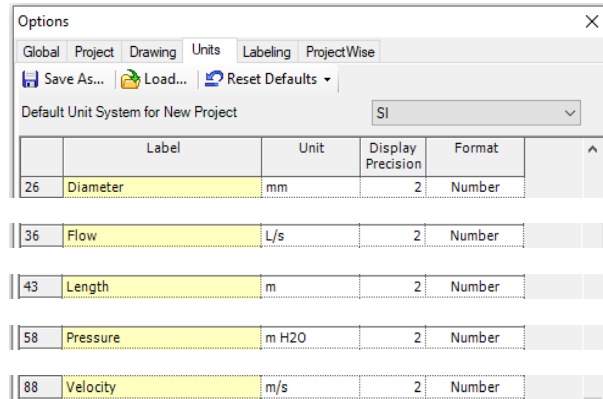 Options
Global Project Drawing Units Labeling ProjectWise
Save As... Load... Reset Defaults
Default Unit System for New Project SI
Label Unit Display Precision Format
26 Diameter mm 2 Number
36 Flow L/s 2 Number
43 Length m 2 Number
58 Pressure m H2O 2 Number
88 Velocity m/s 2 Number